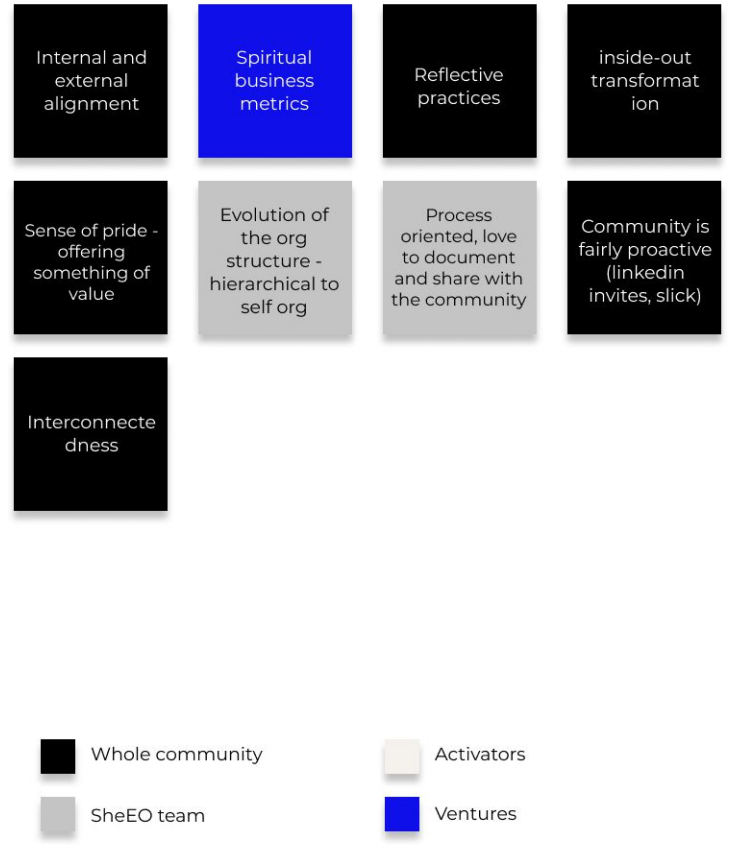 Internal and
external
alignment
Spiritual
business
metrics
Reflective
practices
inside-out
transformat
ion
Sense of pride -
offering
something of
value
Evolution of
the org
structure -
hierarchical to
self org
Process
oriented, love
to document
and share with
the community
Community is
fairly proactive
(linkedin
invites, slick)
Interconnecte
dness
Whole community
Activators
SheEO team
Ventures